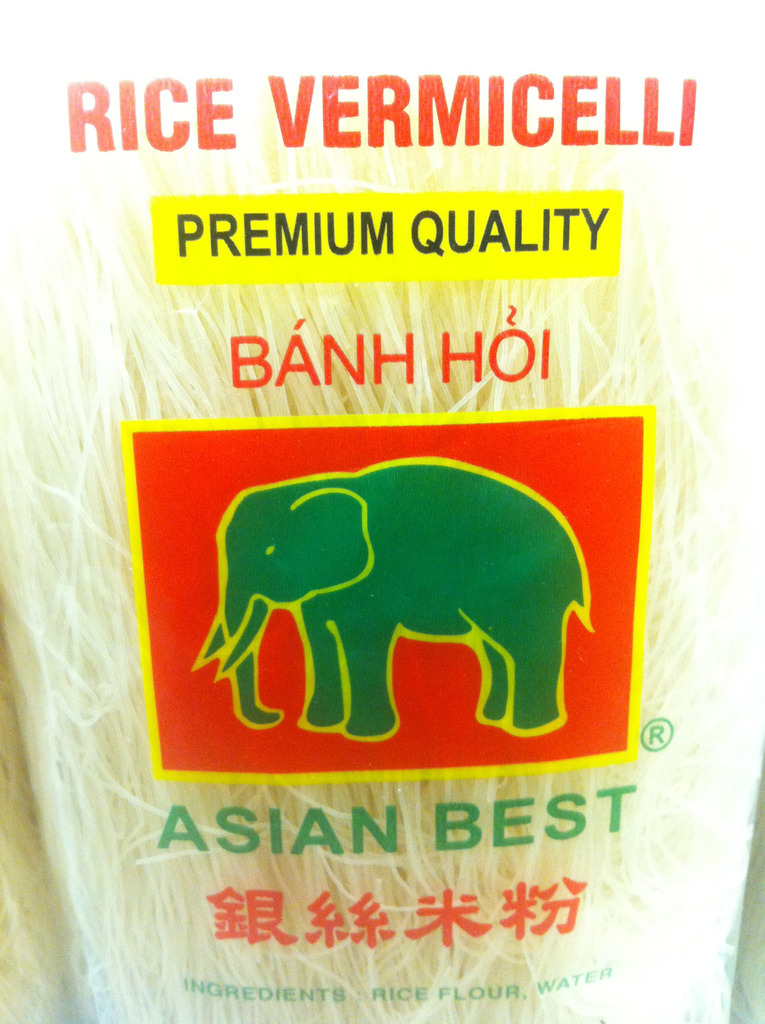 RICE VERMICELLI
PREMIUM QUALITY
BÁNH HỎI
®
ASIAN BEST
銀絲米粉
INGREDIENTS : RICE FLOUR, WATER